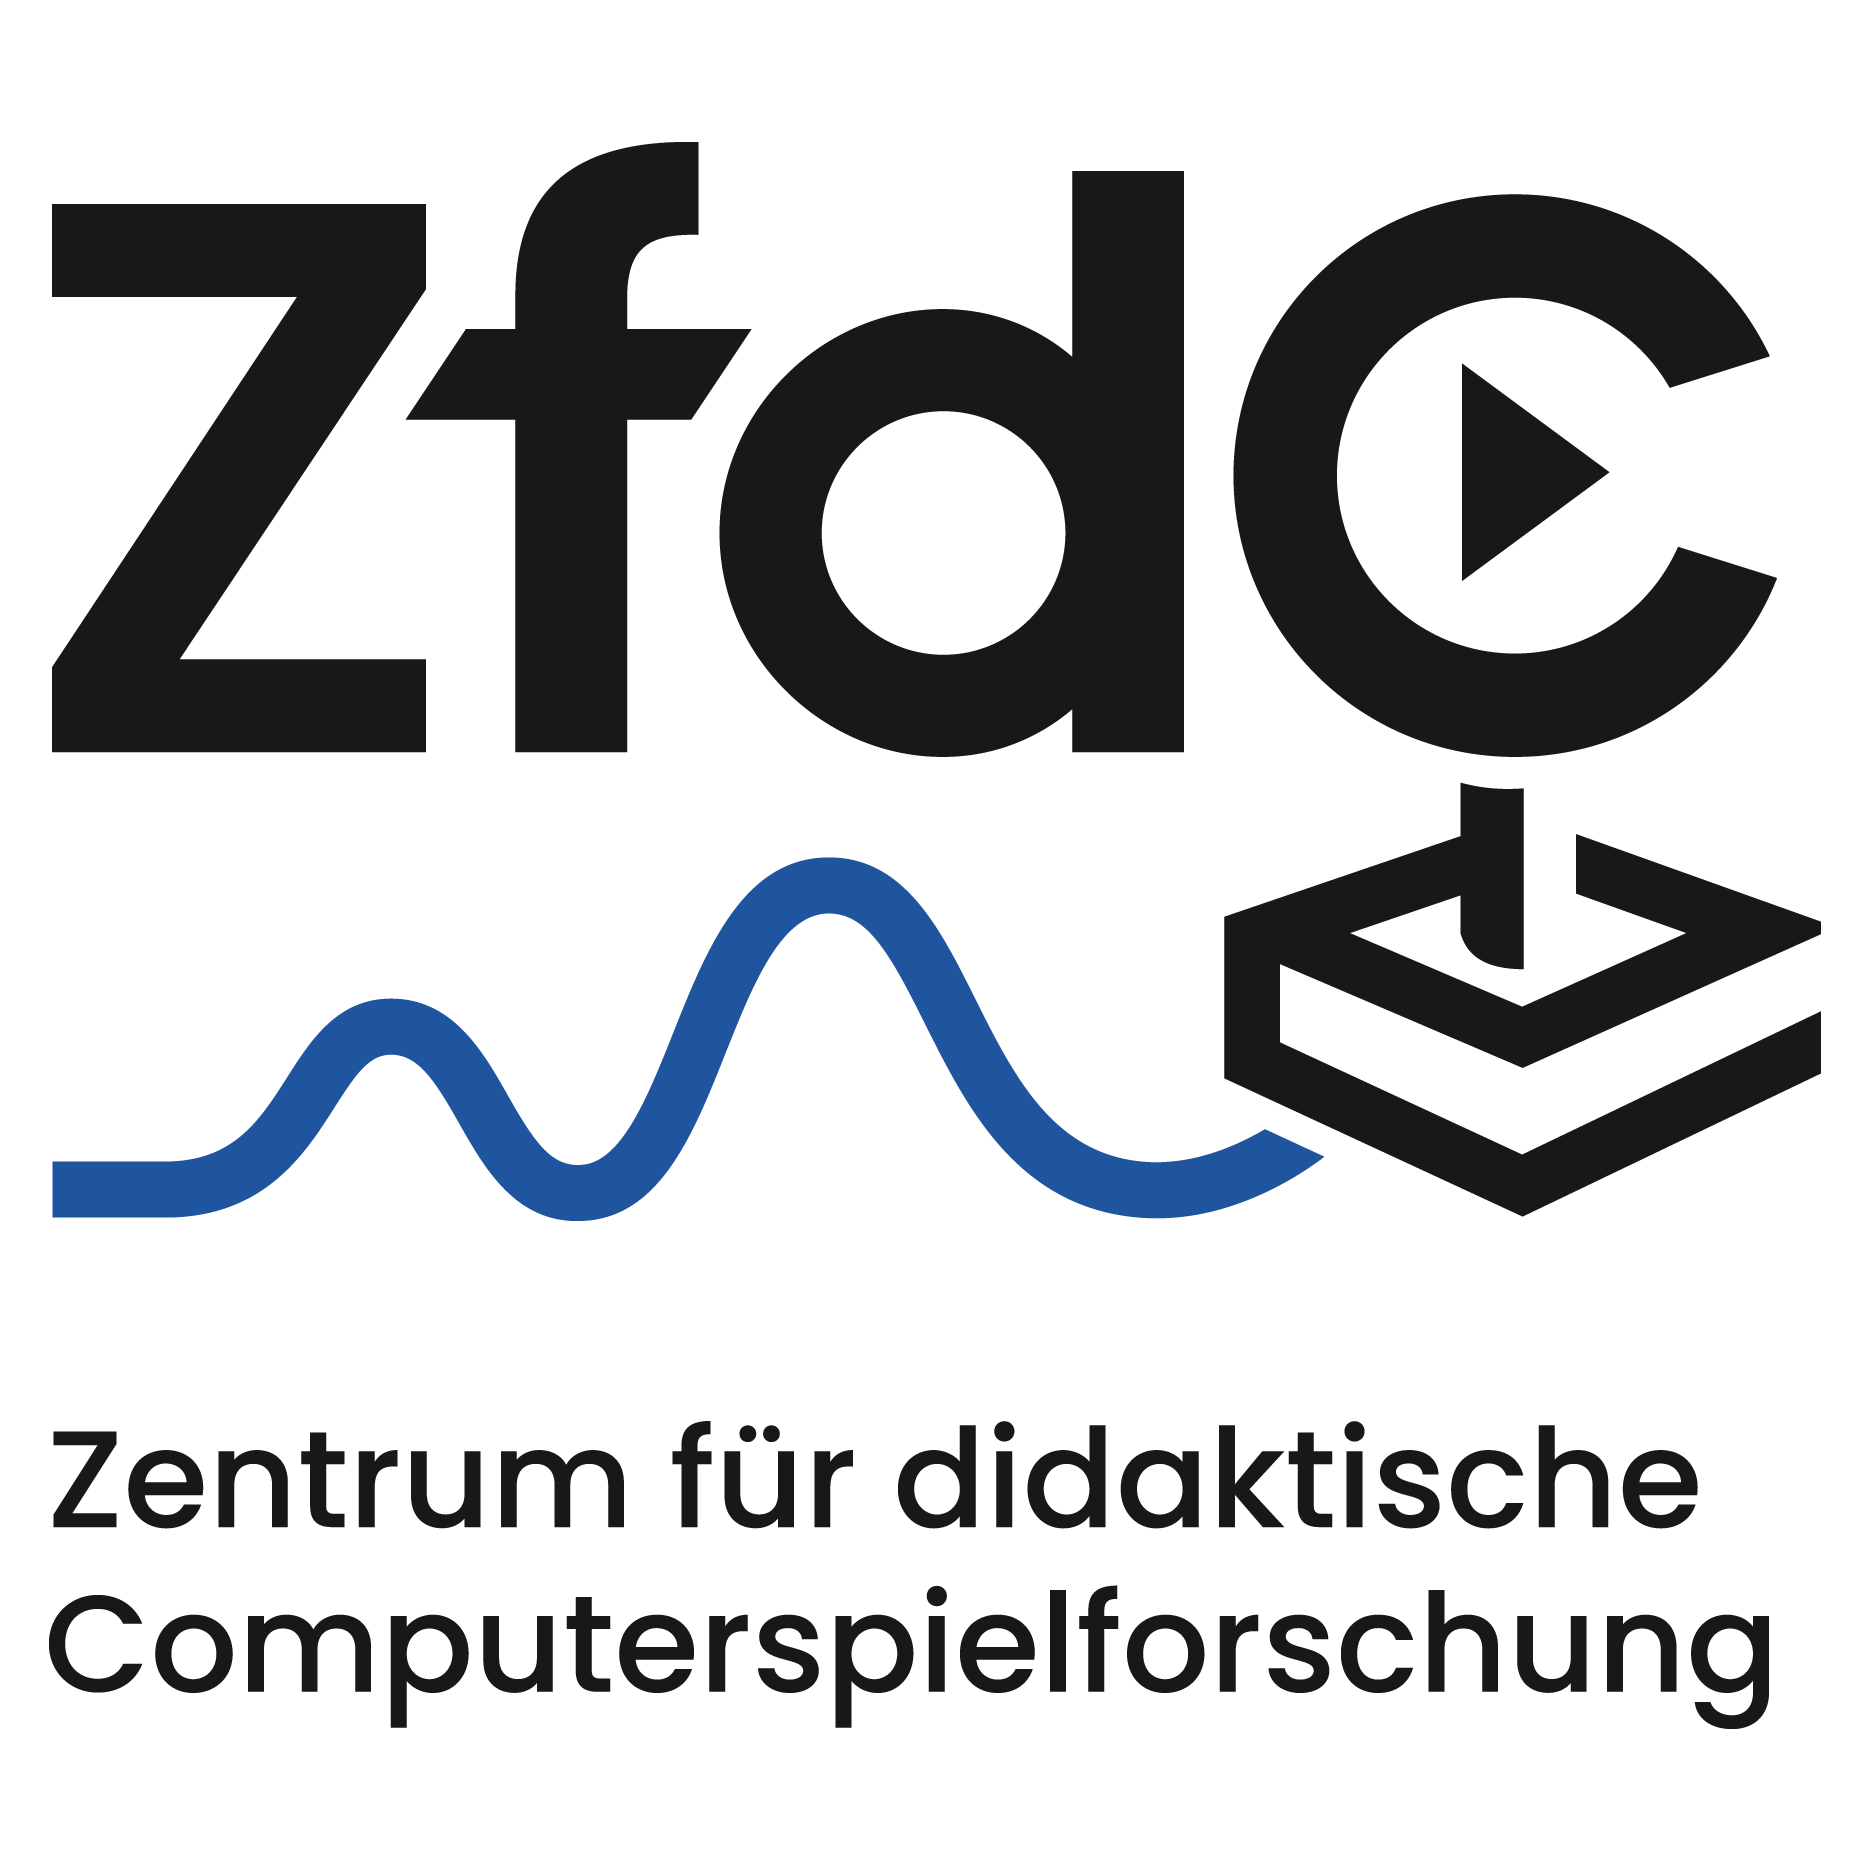 ZfdC
Zentrum für didaktische
Computerspielforschung